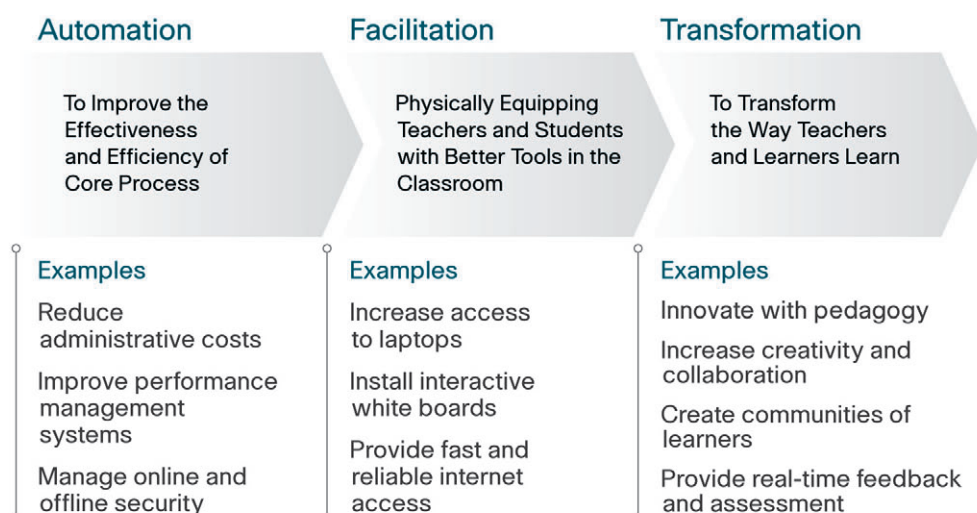 Automation
To Improve the
Effectiveness
and Efficiency of
Core Process
Examples
Reduce
administrative costs
Improve performance
management
systems
Manage online and
offline security
Facilitation
Physically Equipping
Teachers and Students
with Better Tools in the
Classroom
Examples
Increase access
to laptops
Install interactive
white boards
Provide fast and
reliable internet
access
Transformation
To Transform
the Way Teachers
and Learners Learn
Examples
Innovate with pedagogy
Increase creativity and
collaboration
Create communities of
learners
Provide real-time feedback
and assessment